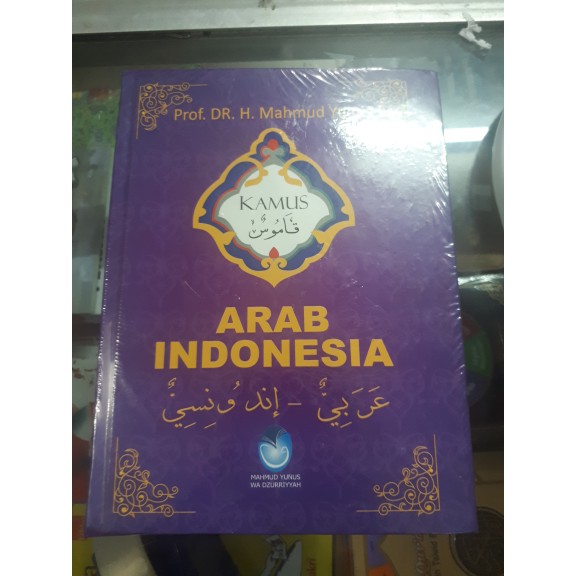 Prof. DR. H. Mahmud
KAMUS
قَامُوْسٌ
ARAB
INDONESIA
عَرَبِيٌّ - إِنْدُونِسِيٌّ
MAHMUD YUNUS
WA DZURRIYYAH